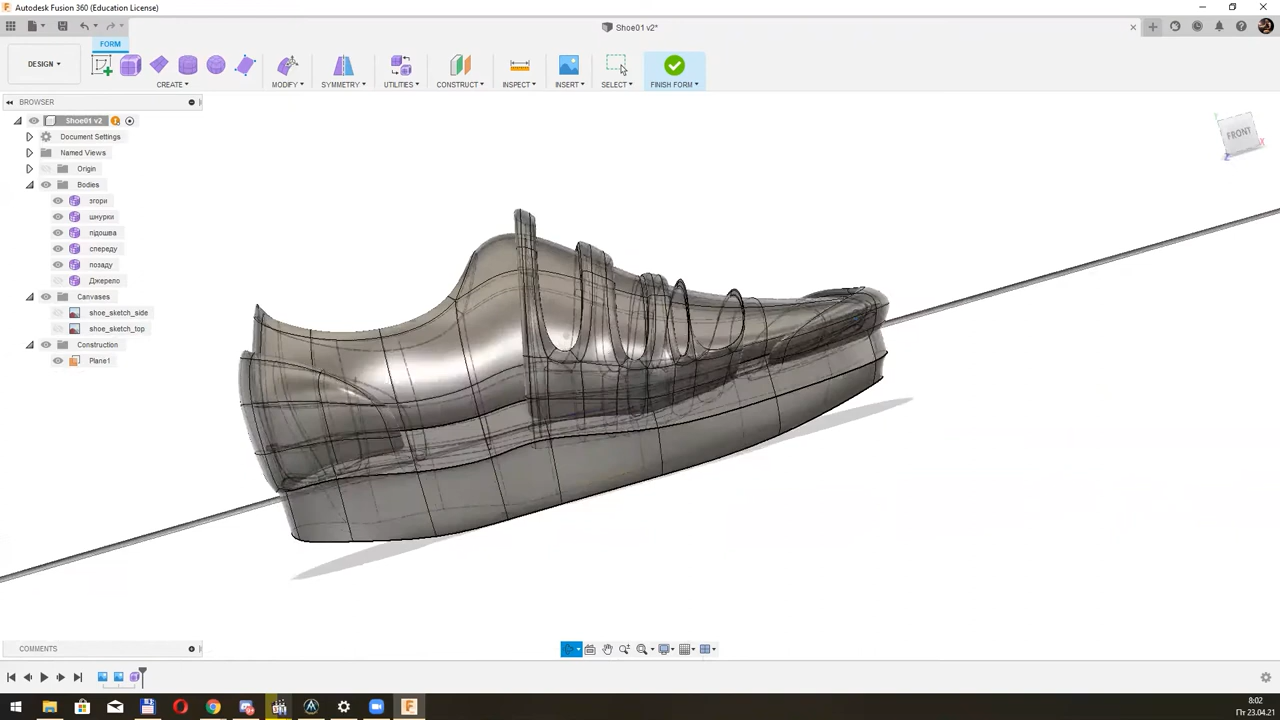 Autodesk Fusion 360 (Education License)
Shoe01 v2*
FORM
DESIGN
CREATE
MODIFY
SYMMETRY
UTILITIES
CONSTRUCT
INSPECT
INSERT
SELECT
FINISH FORM
BROWSER
Shoe01 v2
Document Settings
Named Views
Origin
Bodies
згори
шнурки
підошва
спереду
позаду
Джерело
Canvases
shoe_sketch_side
shoe_sketch_top
Construction
Plane1
FRONT
COMMENTS
8:02
Пт 23.04.21